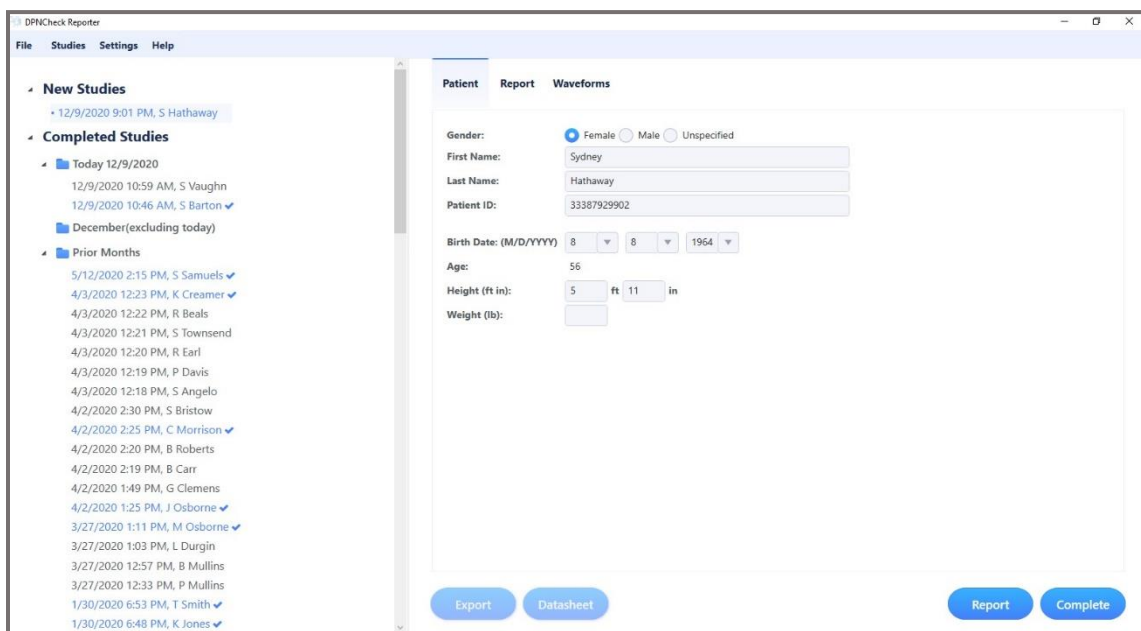 DPNCheck Reporter
File Studies Settings Help
New Studies
• 12/9/2020 9:01 PM, S Hathaway
Completed Studies
Today 12/9/2020
12/9/2020 10:59 AM, S Vaughn
12/9/2020 10:46 AM, S Barton ✔
December(excluding today)
Prior Months
5/12/2020 2:15 PM, S Samuels ✔
4/3/2020 12:23 PM, K Creamer ✔
4/3/2020 12:22 PM, R Beals
4/3/2020 12:21 PM, S Townsend
4/3/2020 12:20 PM, R Earl
4/3/2020 12:19 PM, P Davis
4/3/2020 12:18 PM, S Angelo
4/2/2020 2:30 PM, S Bristow
4/2/2020 2:25 PM, C Morrison ✔
4/2/2020 2:20 PM, B Roberts
4/2/2020 2:19 PM, B Carr
4/2/2020 1:49 PM, G Clemens
4/2/2020 1:25 PM, J Osborne ✔
3/27/2020 1:11 PM, M Osborne ✔
3/27/2020 1:03 PM, L Durgin
3/27/2020 12:57 PM, B Mullins
3/27/2020 12:33 PM, P Mullins
1/30/2020 6:53 PM, T Smith ✔
1/30/2020 6:48 PM, K Jones ✔
Patient Report Waveforms
Gender: Female Male Unspecified
First Name: Sydney
Last Name: Hathaway
Patient ID: 33387929902
Birth Date: (M/D/YYYY) 8 8 1964
Age: 56
Height (ft in): 5 ft 11 in
Weight (lb):
Export Datasheet Report Complete